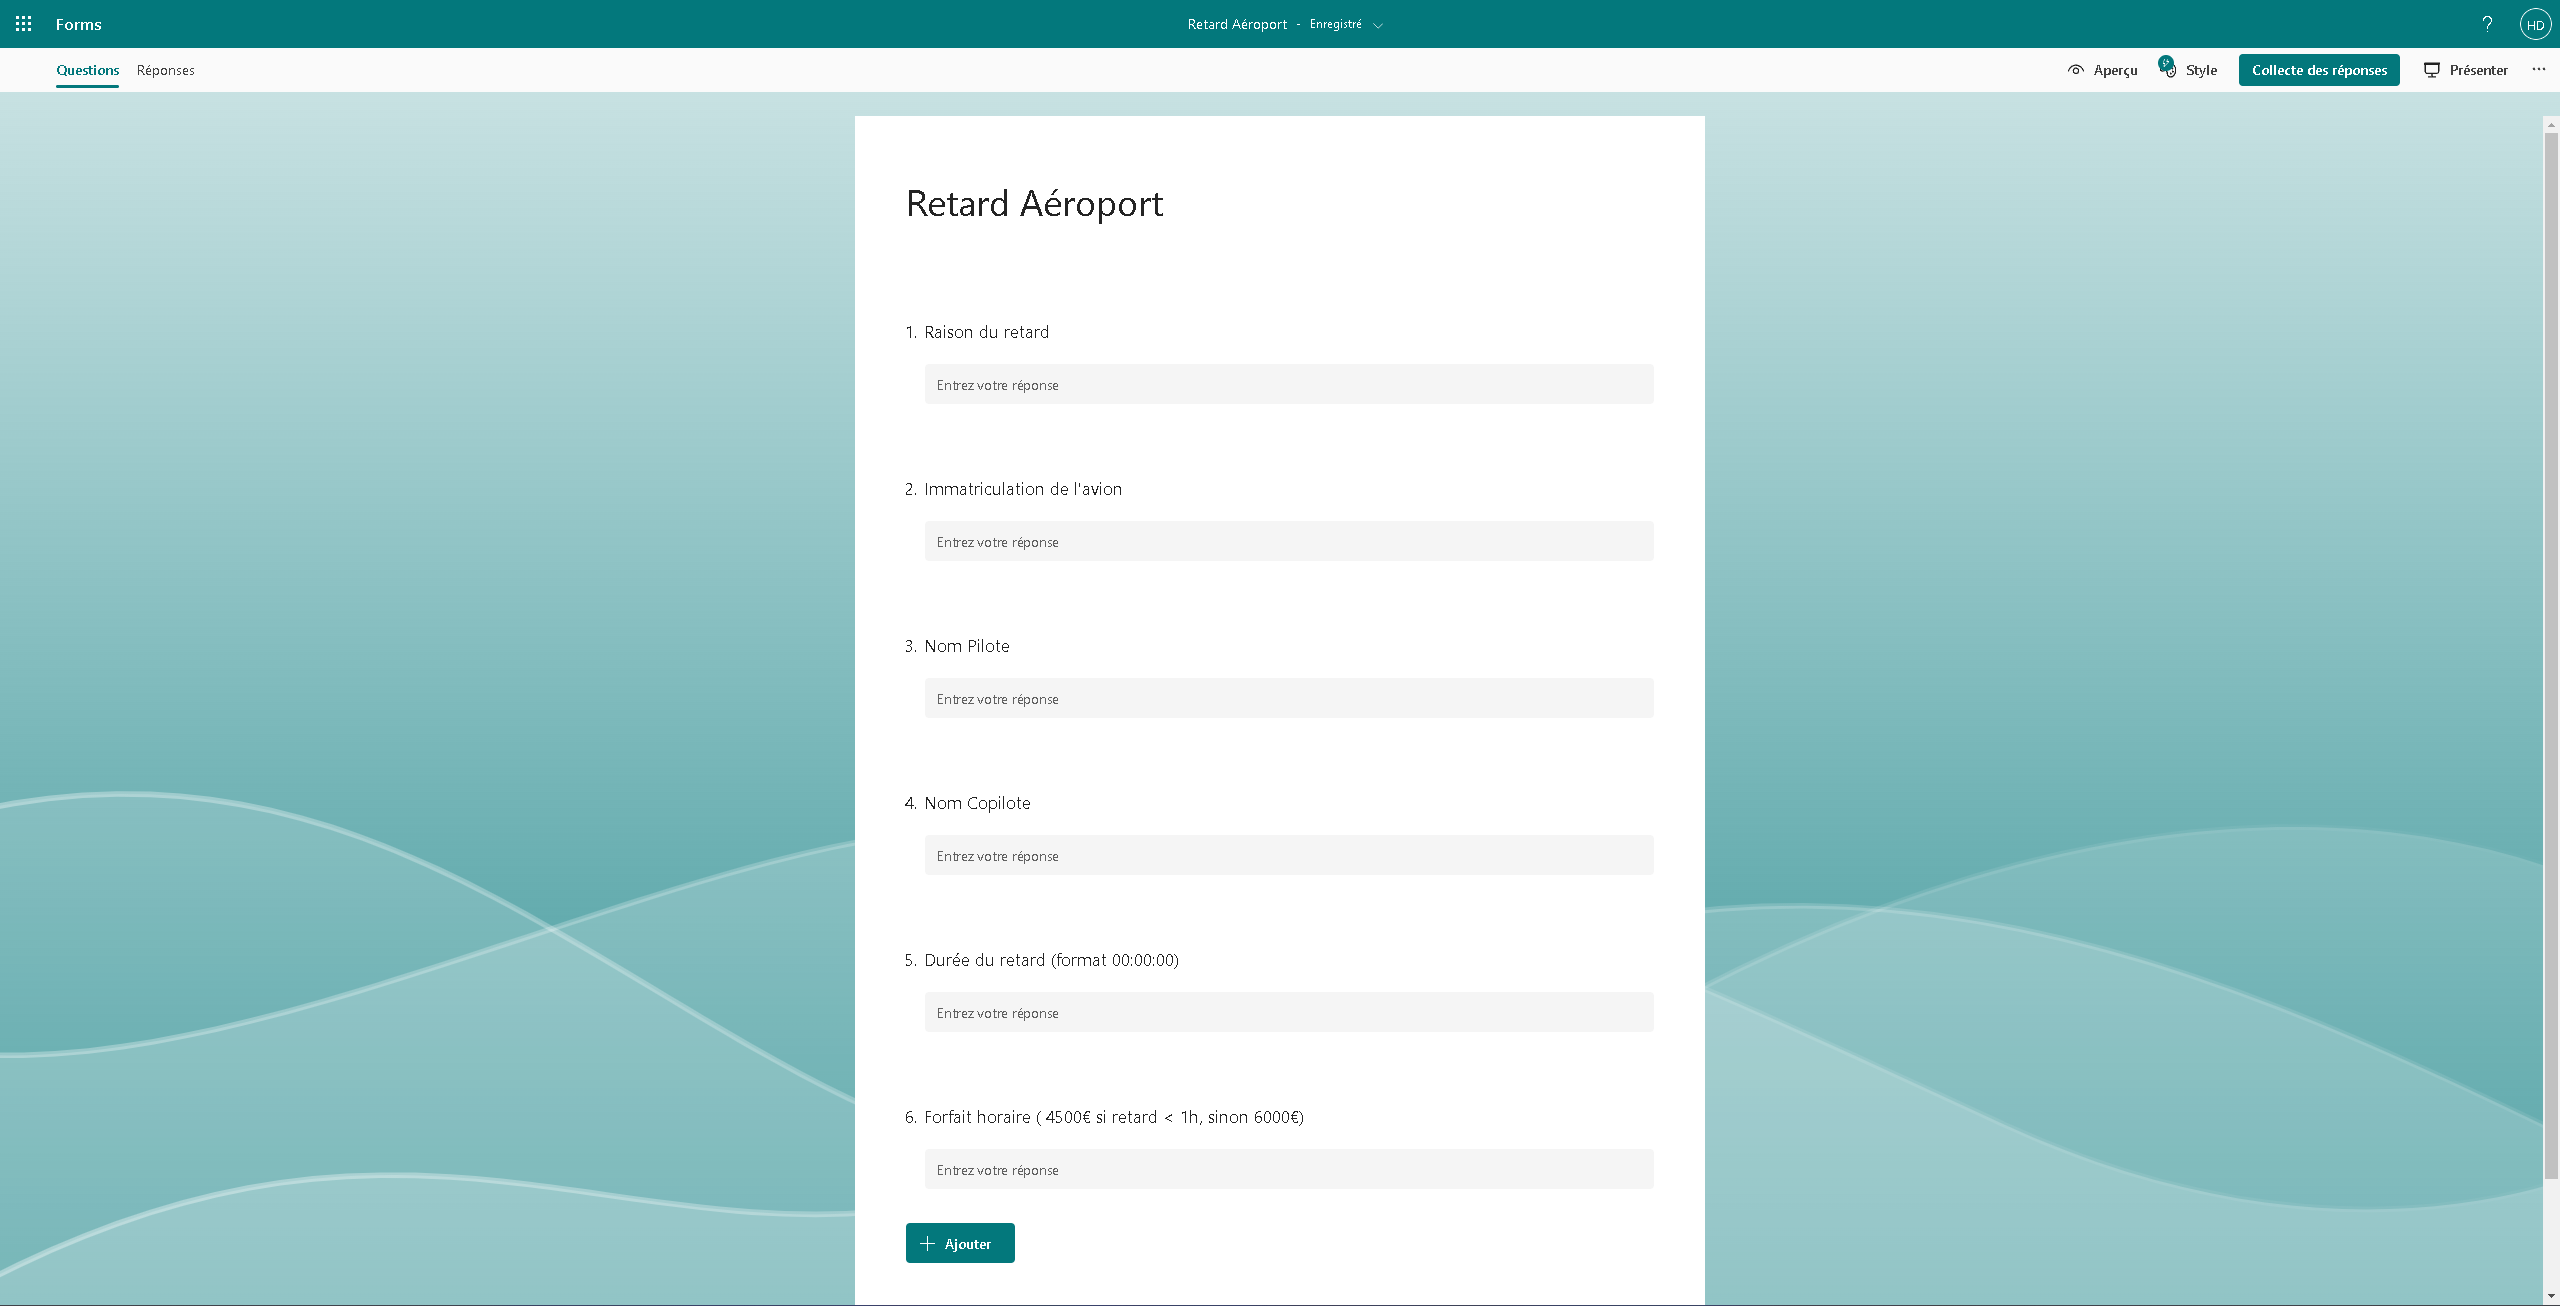 Forms
Retard Aéroport - Enregistré
? HD
Questions Réponses
Aperçu Style Collecte des réponses Présenter ...
Retard Aéroport
1. Raison du retard
Entrez votre réponse
2. Immatriculation de l'avion
Entrez votre réponse
3. Nom Pilote
Entrez votre réponse
4. Nom Copilote
Entrez votre réponse
5. Durée du retard (format 00:00:00)
Entrez votre réponse
6. Forfait horaire ( 4500€ si retard < 1h, sinon 6000€)
Entrez votre réponse
Ajouter